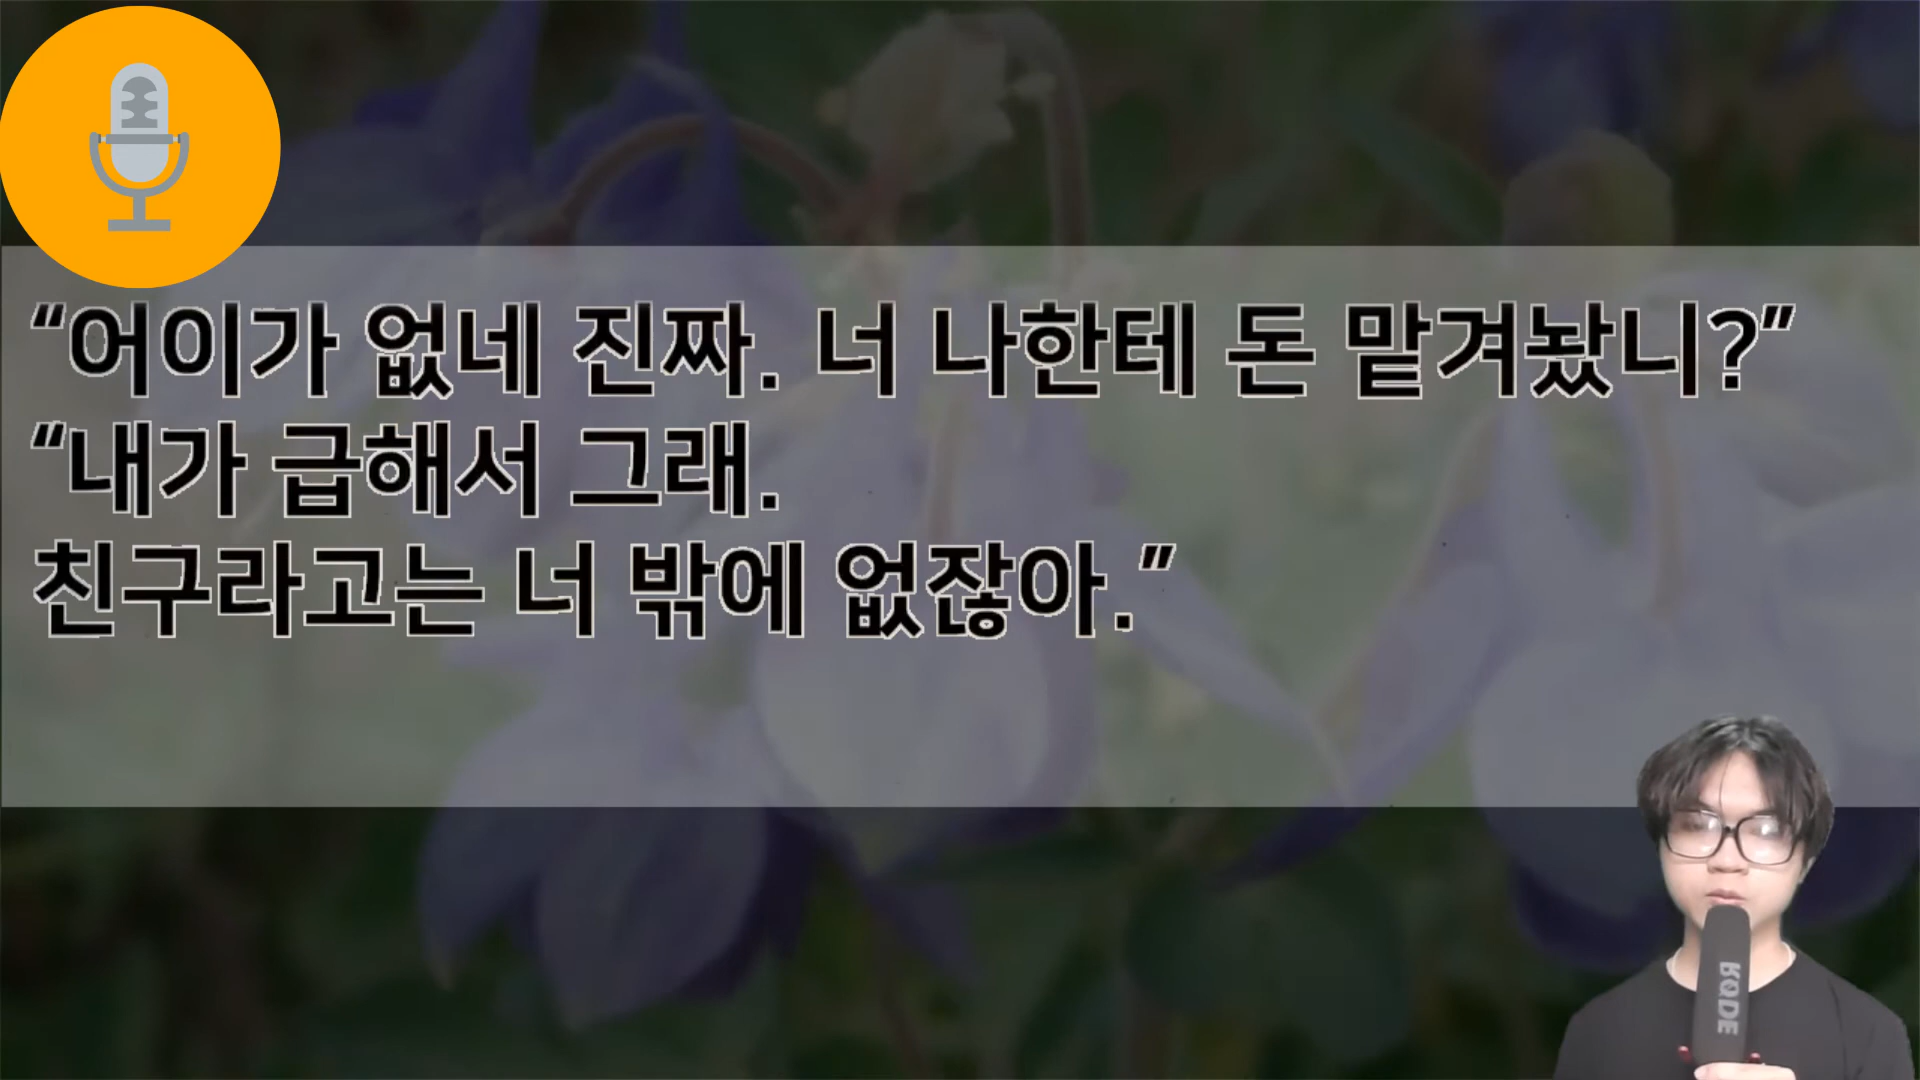 “어이가 없네 진짜. 너 나한테 돈 맡겨놨니?”
“내가 급해서 그래.
친구라고는 너 밖에 없잖아.”
RODE